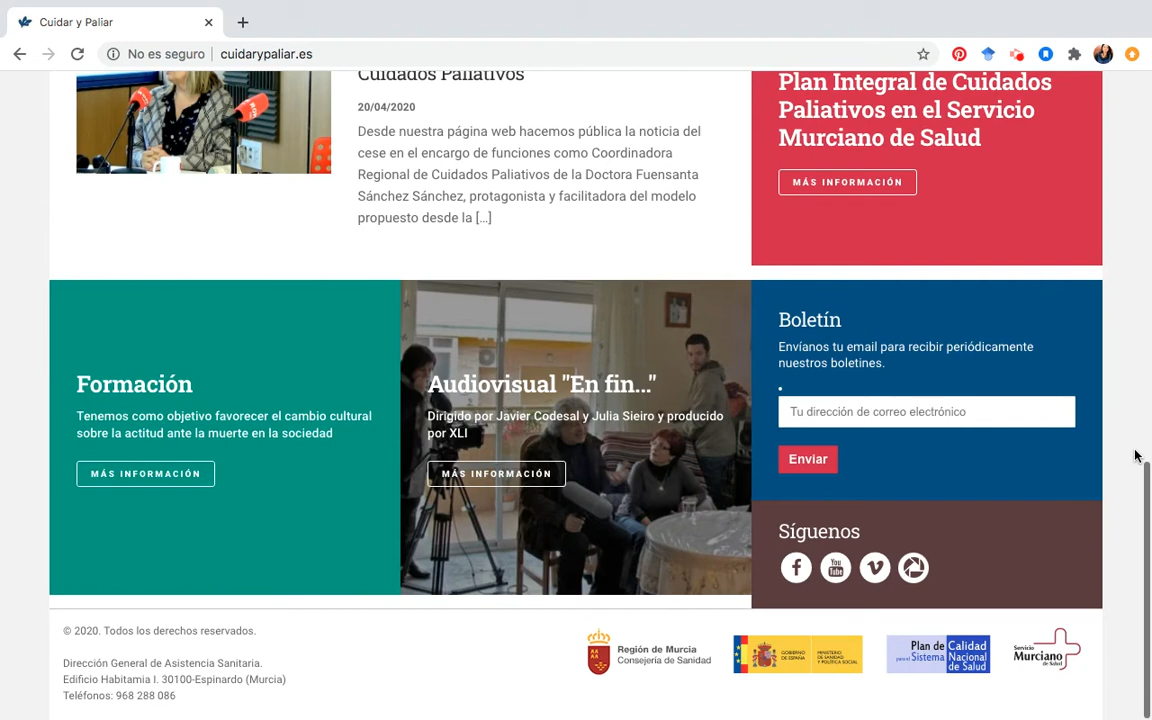 Cuidar y Paliar
No es seguro
cuidarypaliar.es
Cuidados Paliativos
20/04/2020
Desde nuestra página web hacemos pública la noticia del
cese en el encargo de funciones como Coordinadora
Regional de Cuidados Paliativos de la Doctora Fuensanta
Sánchez Sánchez, protagonista y facilitadora del modelo
propuesto desde la [...]
Plan Integral de Cuidados
Paliativos en el Servicio
Murciano de Salud
MÁS INFORMACIÓN
Formación
Tenemos como objetivo favorecer el cambio cultural
sobre la actitud ante la muerte en la sociedad
MÁS INFORMACIÓN
Audiovisual "En fin..."
Dirigido por Javier Codesal y Julia Sieiro y producido
por XLI
MÁS INFORMACIÓN
Boletín
Envíanos tu email para recibir periódicamente
nuestros boletines.
Tu dirección de correo electrónico
Enviar
Síguenos
You
Tube
© 2020. Todos los derechos reservados.
Dirección General de Asistencia Sanitaria.
Edificio Habitamia I. 30100-Espinardo (Murcia)
Teléfonos: 968 288 086
Región de Murcia
Consejería de Sanidad
GOBIERNO
DE ESPAÑA
MINISTERIO
DE SANIDAD
Y POLÍTICA SOCIAL
Plan de Calidad
para el Sistema Nacional
de Salud
Servicio
Murciano
de Salud